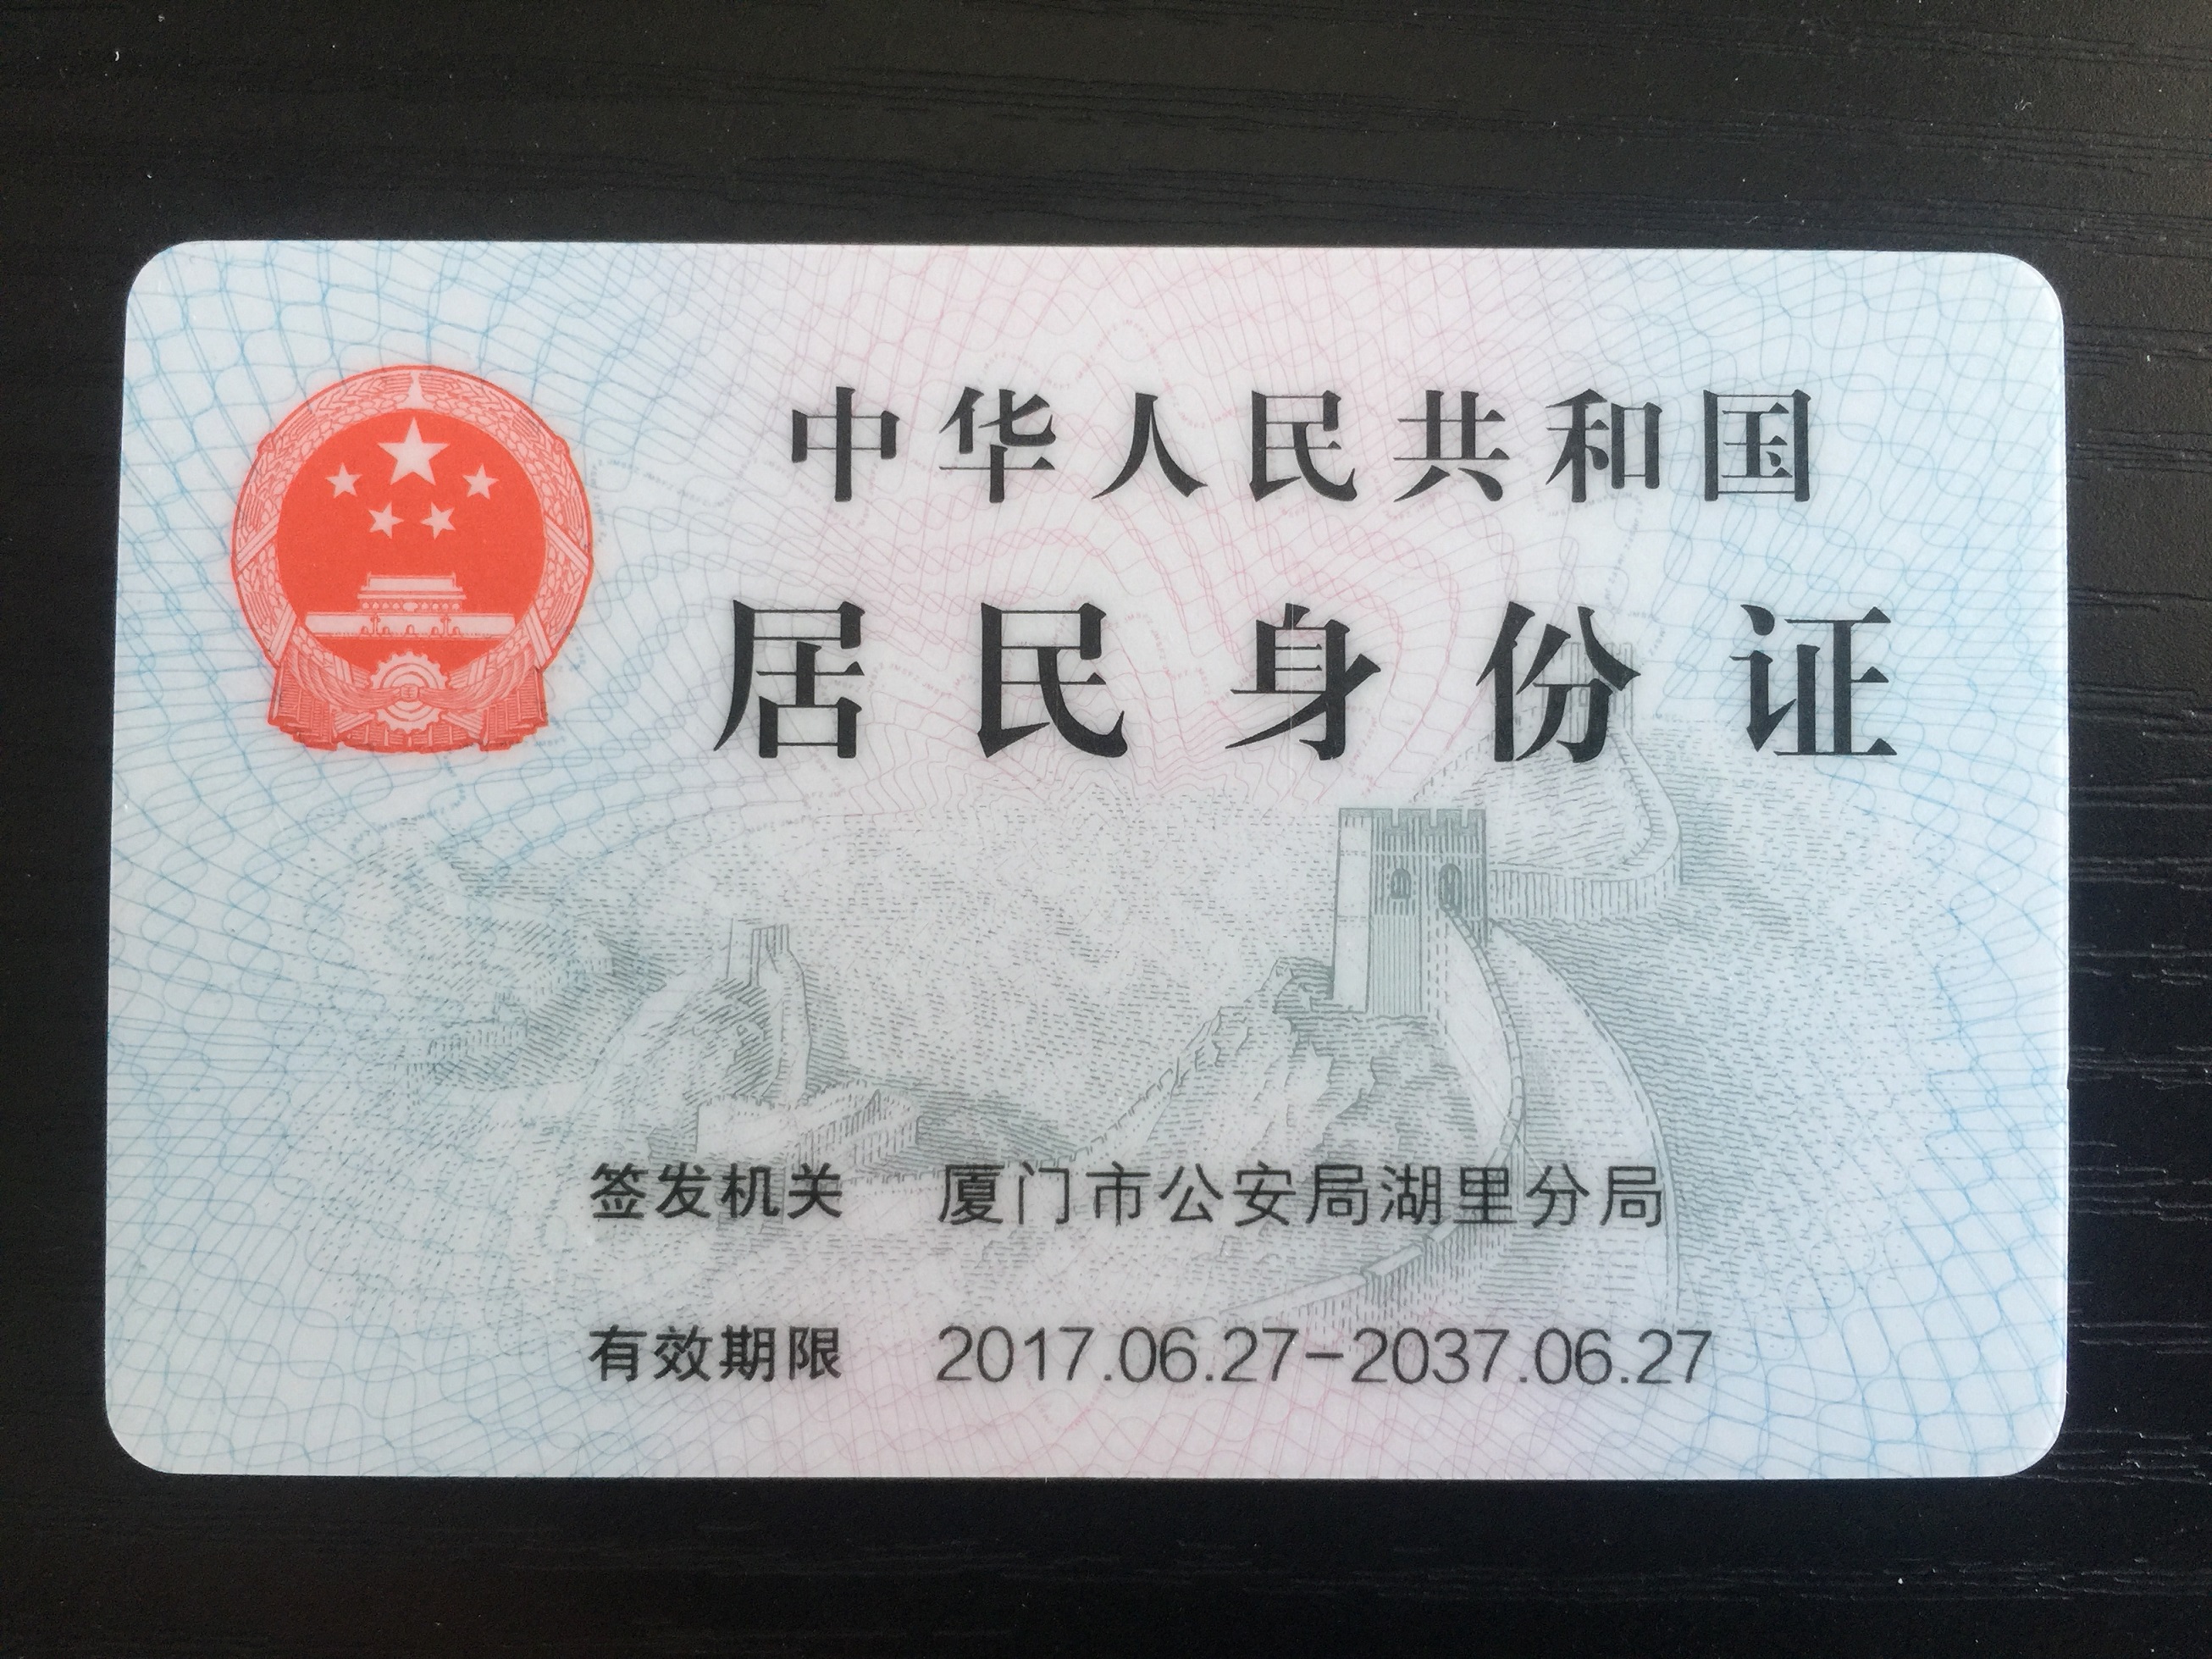 中华人民共和国
居民身份证
签发机关 厦门市公安局湖里分局
有效期限 2017.06.27-2037.06.27